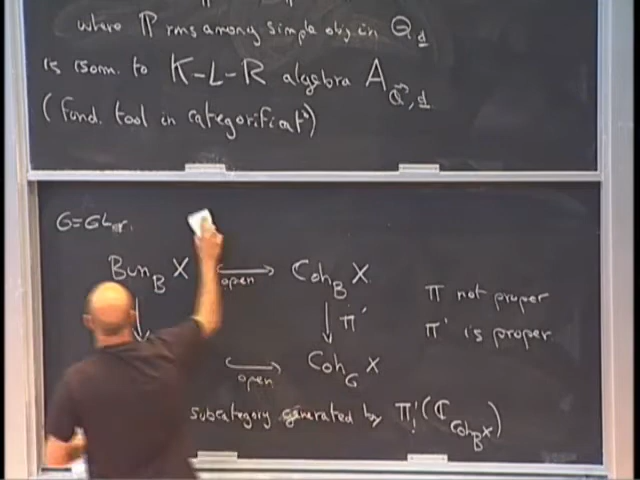 where ℙ rms among simple obj. in Q_d
is isom. to K-L-R algebra A_{Q⃗,d}
(fund. tool in categorificat°)
G=GL_r
Bun_B X ↪ open Coh_B X
π not proper
↓ ↓ π'
π' is proper
↪ open Coh_G X
subcategory generated by π'_!(ℂ_{Coh_B X})